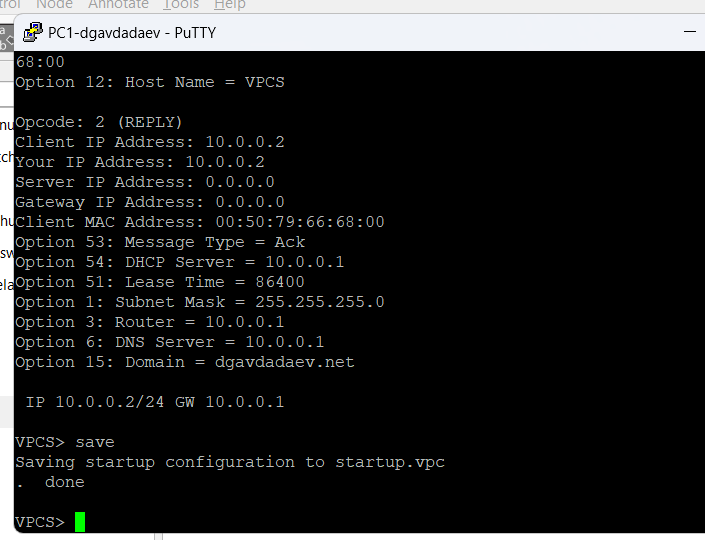 Node Annotate Tools Help
PC1-dgavdadaev - PuTTY
68:00
Option 12: Host Name = VPCS
Opcode: 2 (REPLY)
Client IP Address: 10.0.0.2
Your IP Address: 10.0.0.2
Server IP Address: 0.0.0.0
Gateway IP Address: 0.0.0.0
Client MAC Address: 00:50:79:66:68:00
Option 53: Message Type = Ack
Option 54: DHCP Server = 10.0.0.1
Option 51: Lease Time = 86400
Option 1: Subnet Mask = 255.255.255.0
Option 3: Router = 10.0.0.1
Option 6: DNS Server = 10.0.0.1
Option 15: Domain = dgavdadaev.net
IP 10.0.0.2/24 GW 10.0.0.1
VPCS> save
Saving startup configuration to startup.vpc
. done
VPCS>